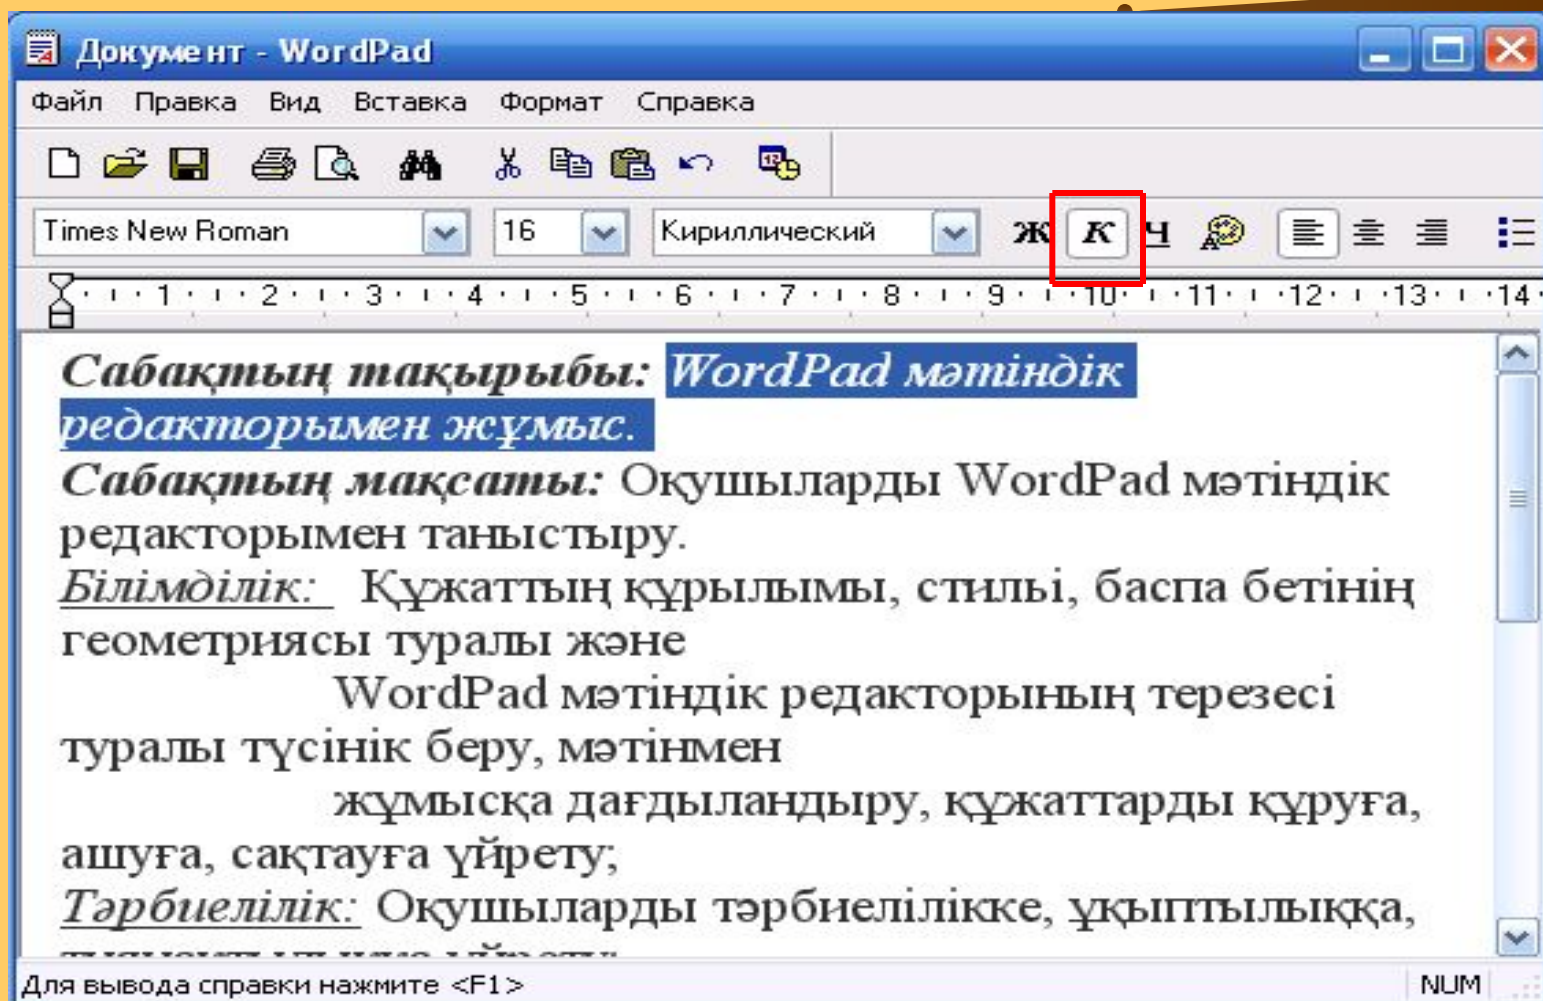 Документ - WordPad
Файл Правка Вид Вставка Формат Справка
Times New Roman 16 Кириллический Ж К Ч
1 2 3 4 5 6 7 8 9 10 11 12 13 14
Сабақтың тақырыбы: WordPad мәтіндік
редакторымен жұмыс.
Сабақтың мақсаты: Оқушыларды WordPad мәтіндік
редакторымен таныстыру.
Білімділік: Құжаттың құрылымы, стильі, баспа бетінің
геометриясы туралы және
WordPad мәтіндік редакторының терезесі
туралы түсінік беру, мәтінмен
жұмысқа дағдыландыру, құжаттарды құруға,
ашуға, сақтауға үйрету;
Тәрбиелілік: Оқушыларды тәрбиелілікке, ұқыптылыққа,
үйрету;
Для вывода справки нажмите <F1> NUM